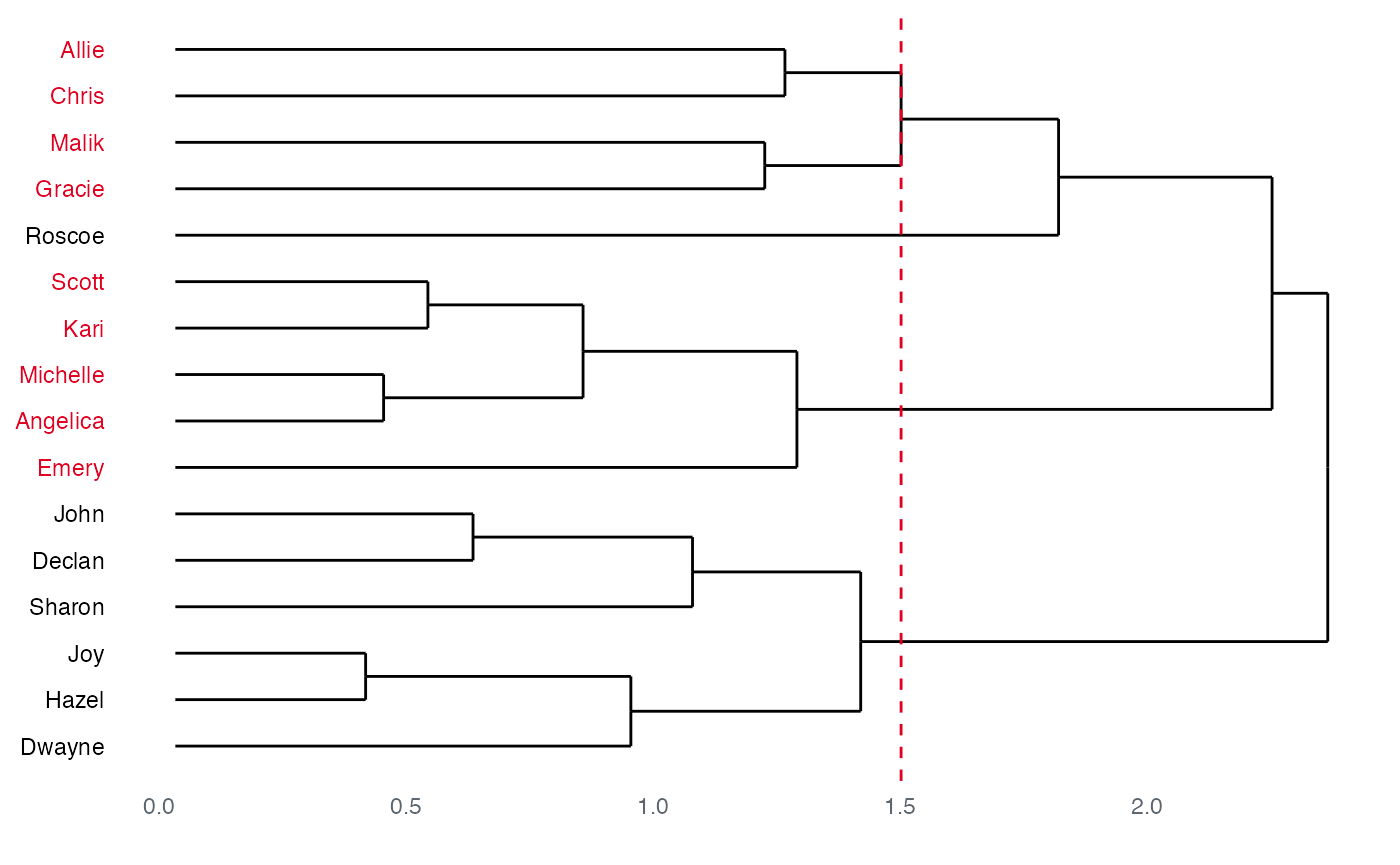 Allie
Chris
Malik
Gracie
Roscoe
Scott
Kari
Michelle
Angelica
Emery
John
Declan
Sharon
Joy
Hazel
Dwayne
0.0 0.5 1.0 1.5 2.0